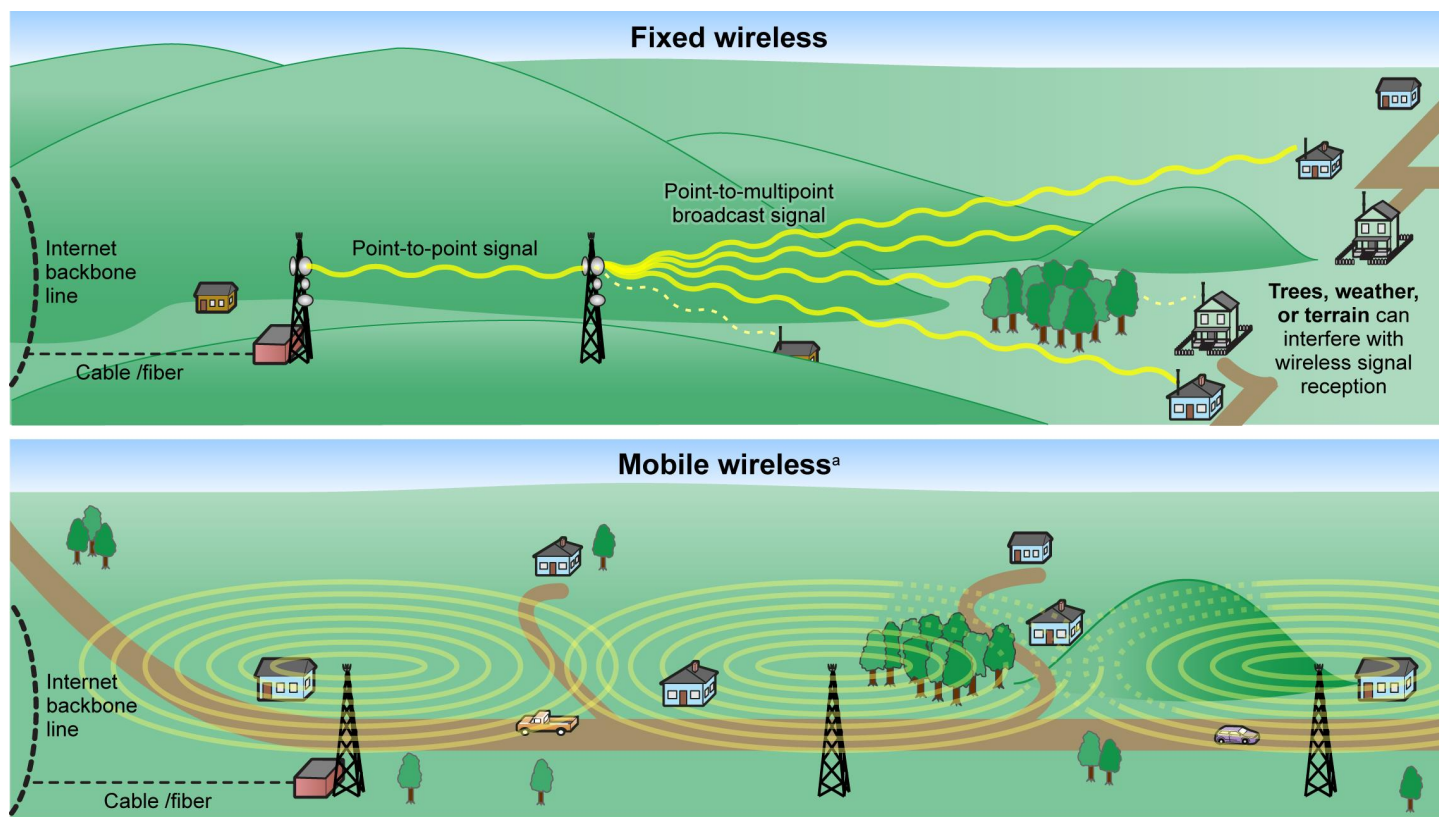 Fixed wireless
Point-to-multipoint
broadcast signal
Point-to-point signal
Internet
backbone
line
Cable /fiber
Trees, weather,
or terrain can
interfere with
wireless signal
reception
Mobile wirelessᵃ
Internet
backbone
line
Cable /fiber